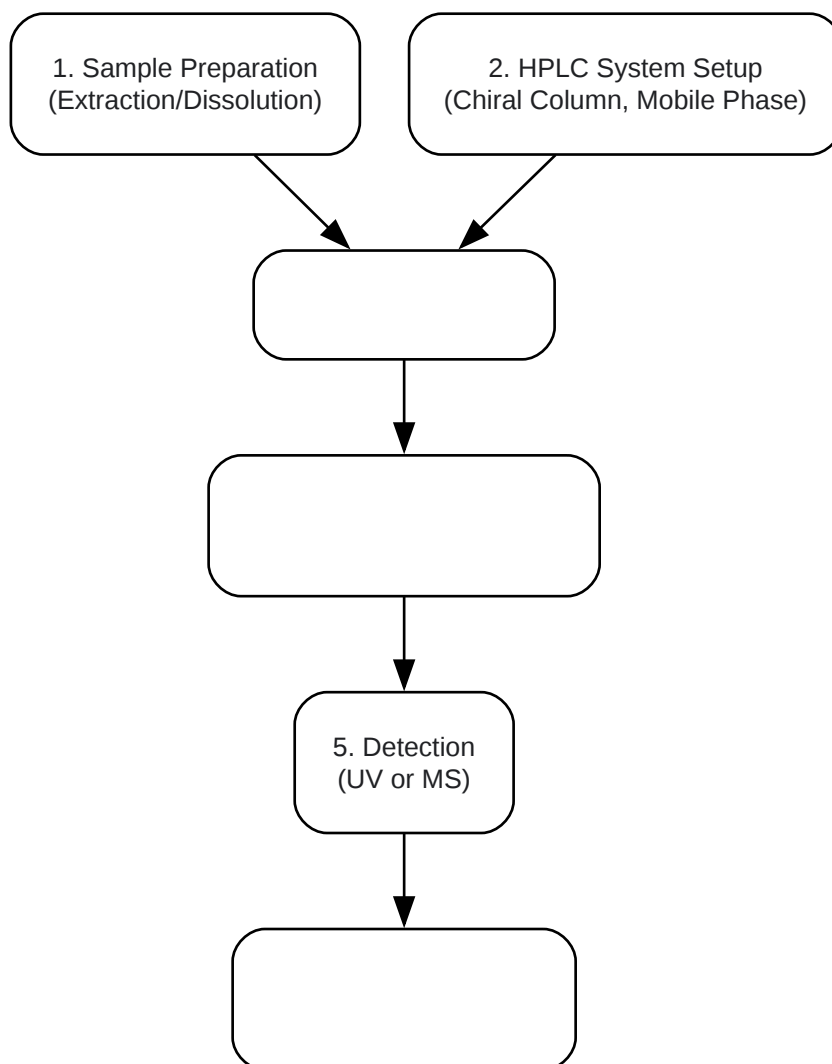 1. Sample Preparation
(Extraction/Dissolution)
2. HPLC System Setup
(Chiral Column, Mobile Phase)
5. Detection
(UV or MS)